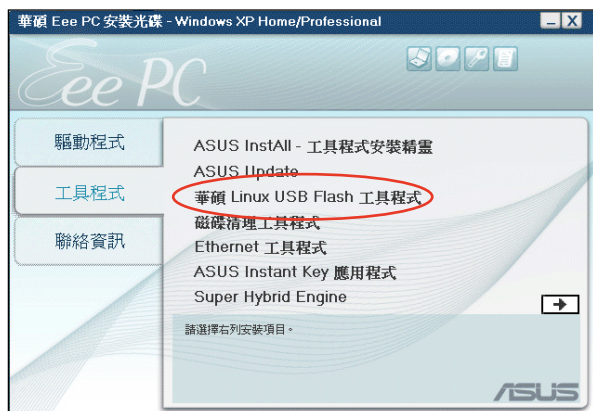 華碩 Eee PC 安裝光碟 - Windows XP Home/Professional
Eee PC
驅動程式
工具程式
聯絡資訊
ASUS InstAll - 工具程式安裝精靈
ASUS Update
華碩 Linux USB Flash 工具程式
磁碟清理工具程式
Ethernet 工具程式
ASUS Instant Key 應用程式
Super Hybrid Engine
請選擇右列安裝項目。
ASUS